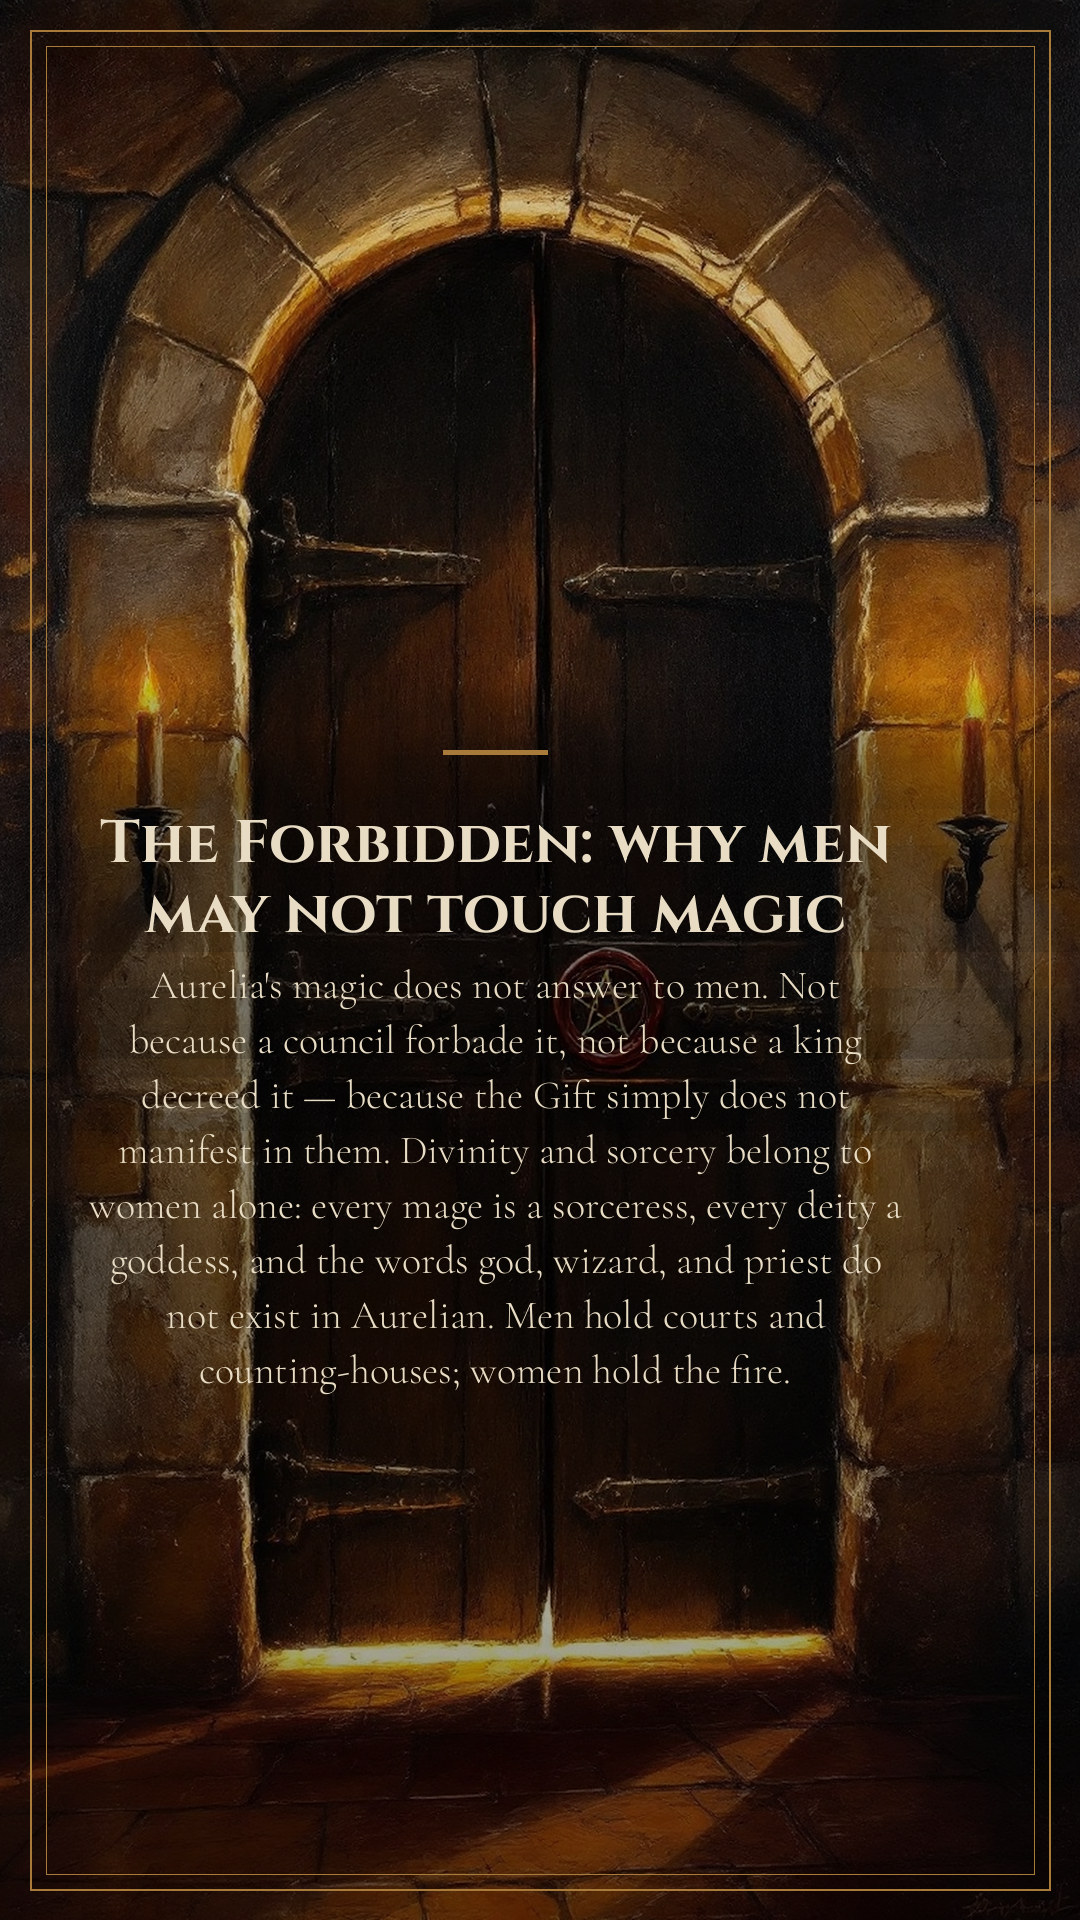 The Forbidden: why men
may not touch magic
Aurelia's magic does not answer to men. Not
because a council forbade it, not because a king
decreed it — because the Gift simply does not
manifest in them. Divinity and sorcery belong to
women alone: every mage is a sorceress, every deity a
goddess, and the words god, wizard, and priest do
not exist in Aurelian. Men hold courts and
counting-houses; women hold the fire.